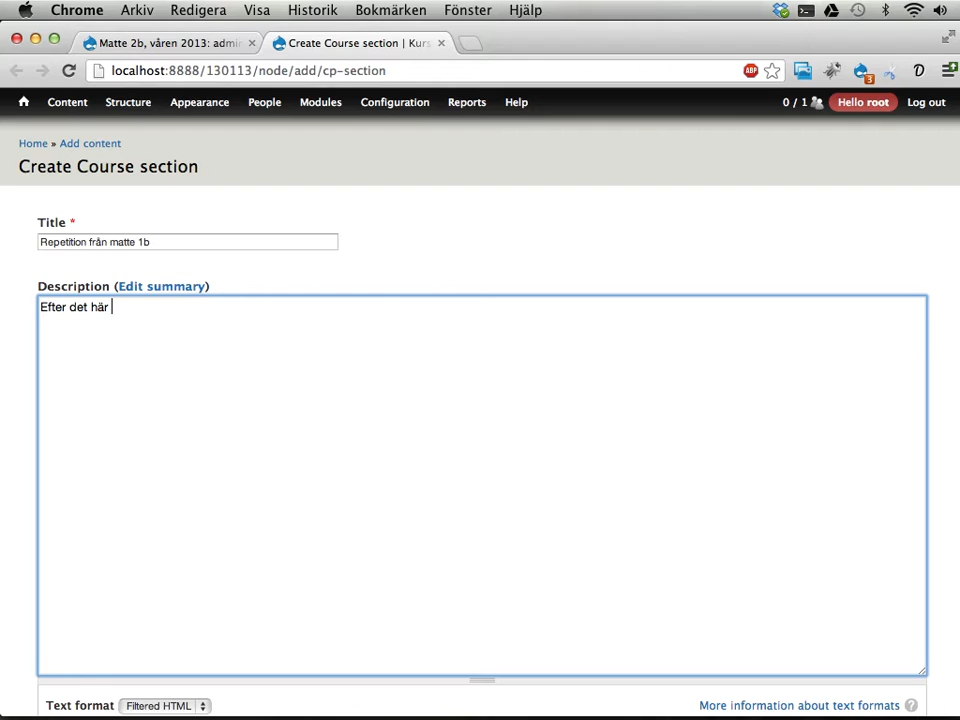 Chrome Arkiv Redigera Visa Historik Bokmärken Fönster Hjälp
Matte 2b, våren 2013: admi Create Course section | Kurs
localhost:8888/130113/node/add/cp-section ABP 3 D
Content Structure Appearance People Modules Configuration Reports Help 0 / 1 Hello root Log out
Home » Add content
Create Course section
Title *
Repetition från matte 1b
Description (Edit summary)
Efter det här
Text format Filtered HTML More information about text formats ?